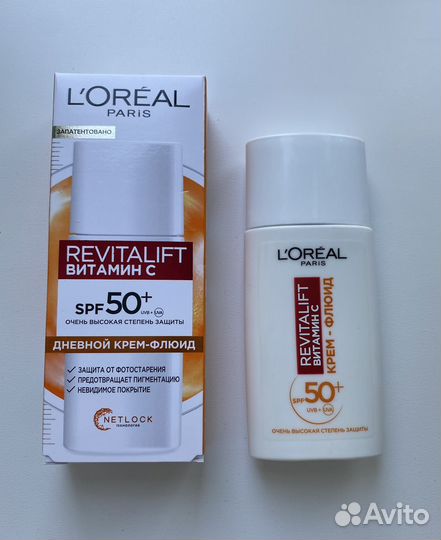 L'ORÉAL
PARIS
ЗАПАТЕНТОВАНО
REVITALIFT
ВИТАМИН C
SPF 50+
UVB + UVA
ОЧЕНЬ ВЫСОКАЯ СТЕПЕНЬ ЗАЩИТЫ
ДНЕВНОЙ КРЕМ-ФЛЮИД
ЗАЩИТА ОТ ФОТОСТАРЕНИЯ
ПРЕДОТВРАЩАЕТ ПИГМЕНТАЦИЮ
НЕВИДИМОЕ ПОКРЫТИЕ
NETLOCK
технология
L'ORÉAL
PARIS
REVITALIFT
ВИТАМИН C
КРЕМ - ФЛЮИД
SPF 50+
UVB + UVA
ОЧЕНЬ ВЫСОКАЯ СТЕПЕНЬ ЗАЩИТЫ
Avito